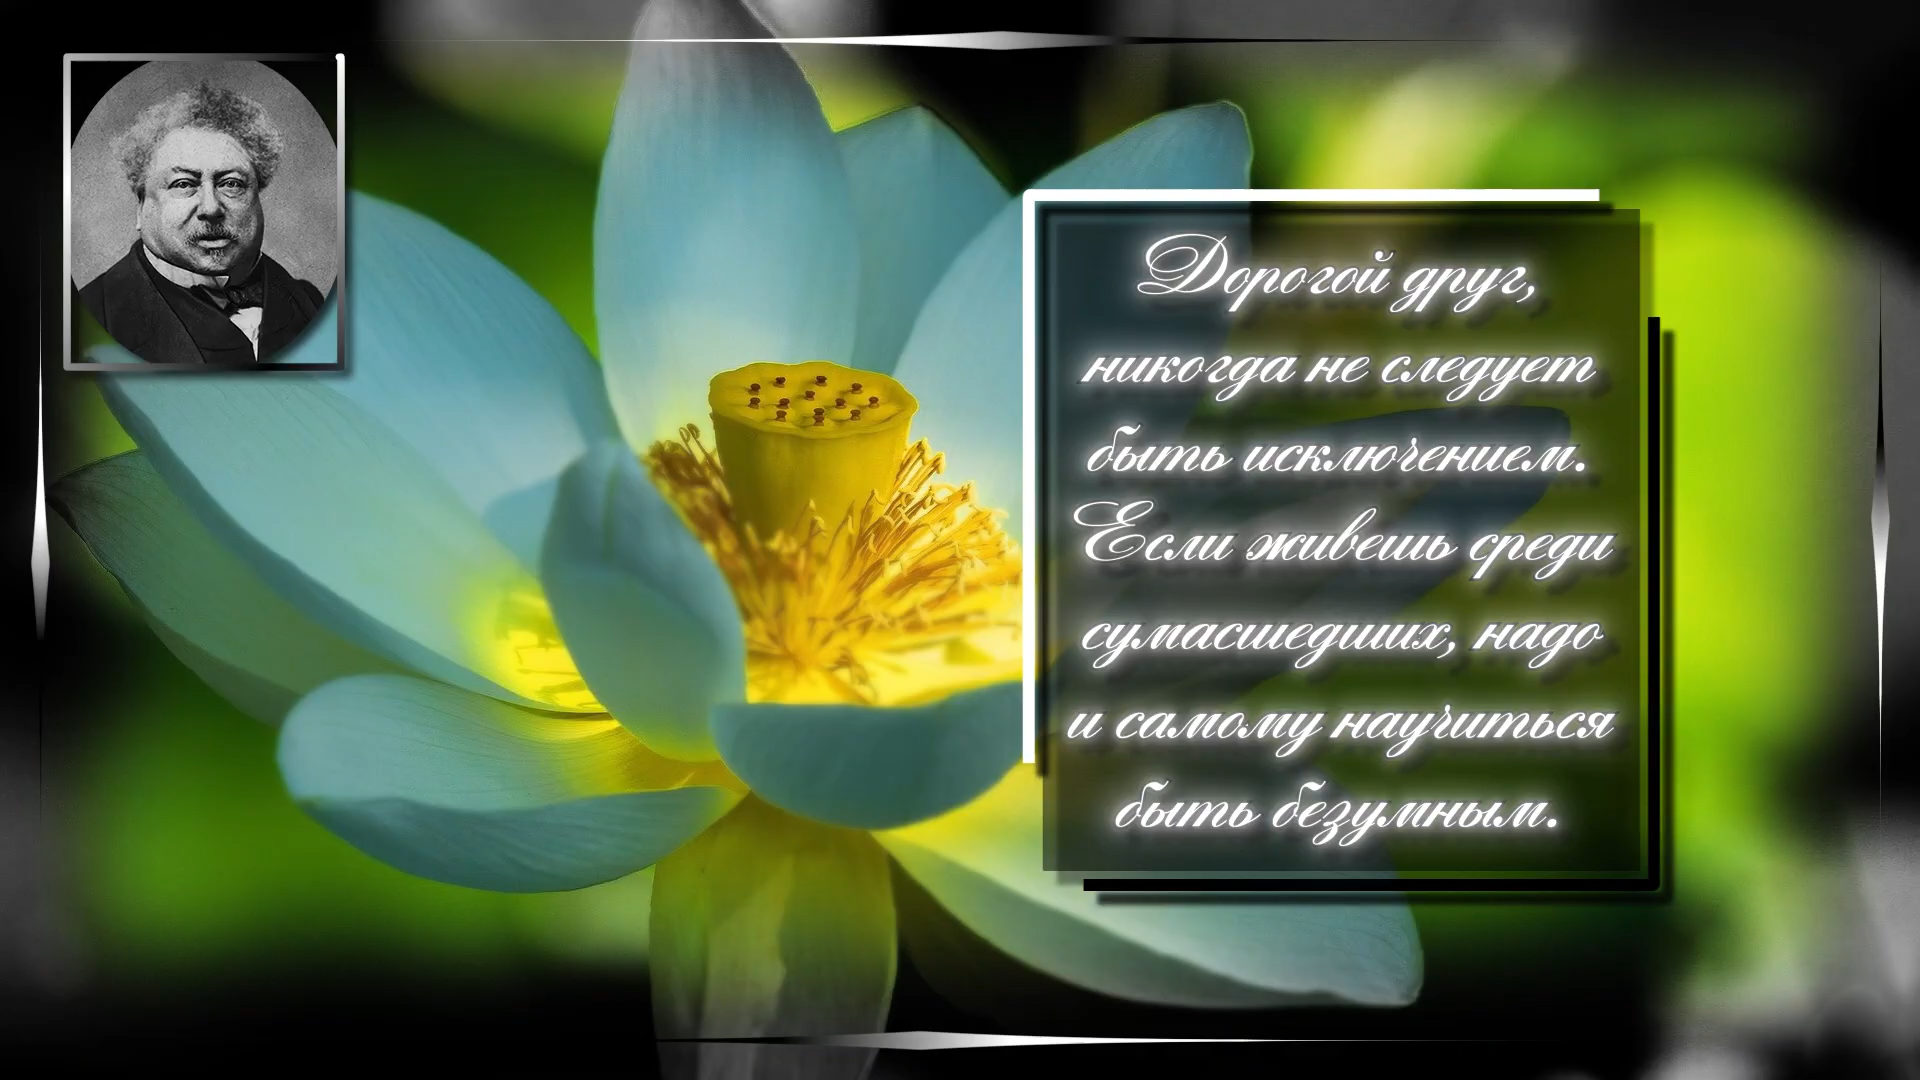 Дорогой друг,
никогда не следует
быть исключением.
Если живешь среди
сумасшедших, надо
и самому научиться
быть безумным.